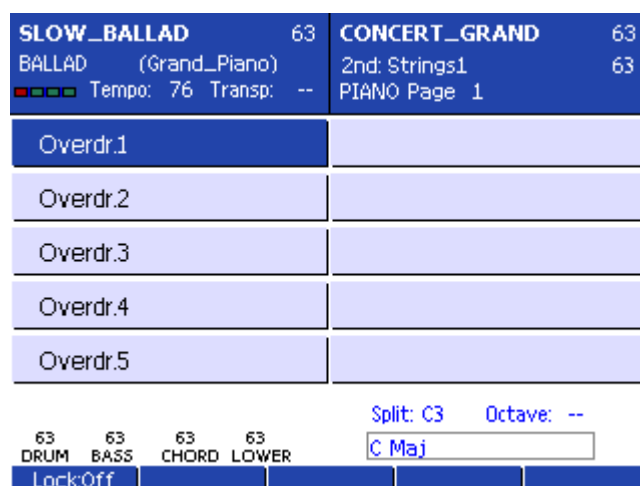 SLOW_BALLAD 63 CONCERT_GRAND 63
BALLAD (Grand_Piano) 2nd: Strings1 63
Tempo: 76 Transp: -- PIANO Page 1
Overdr.1
Overdr.2
Overdr.3
Overdr.4
Overdr.5
Split: C3 Octave: --
63 63 63 63 C Maj
DRUM BASS CHORD LOWER
Lock:Off